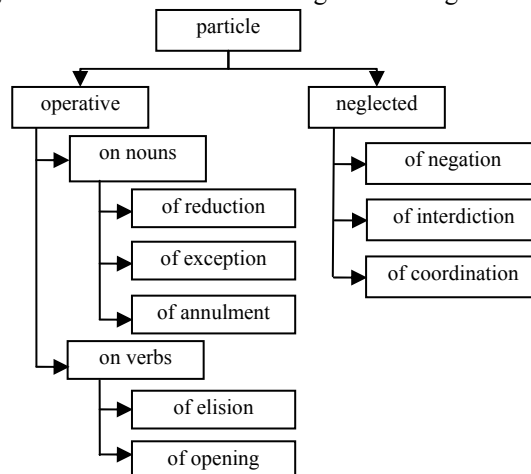 particle
operative
neglected
on nouns
of negation
of reduction
of interdiction
of exception
of coordination
of annulment
on verbs
of elision
of opening